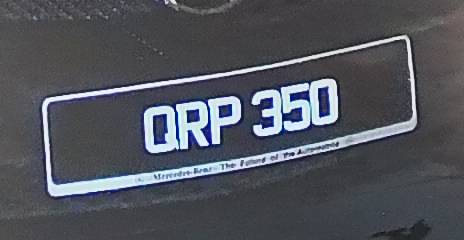 QRP 350
Mercedes-Benz - The Future of the Automobile